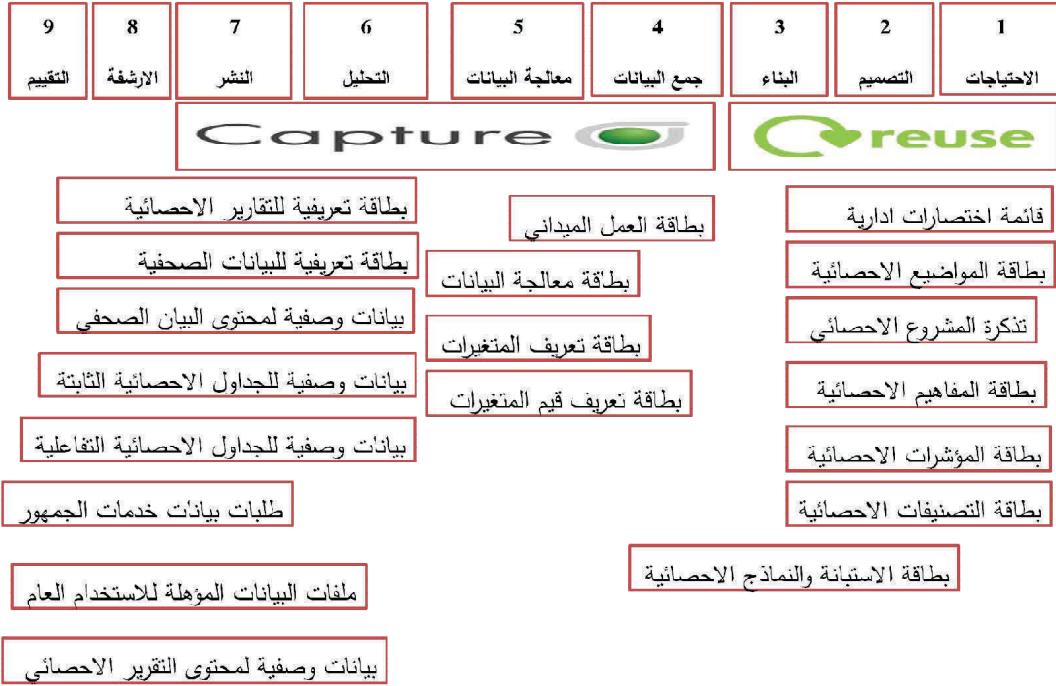 1
الاحتياجات
2
التصميم
3
البناء
4
جمع البيانات
5
معالجة البيانات
6
التحليل
7
النشر
8
الارشفة
9
التقييم
reuse
Capture
قائمة اختصارات ادارية
بطاقة المواضيع الاحصائية
تذكرة المشروع الاحصائي
بطاقة المفاهيم الاحصائية
بطاقة المؤشرات الاحصائية
بطاقة التصنيفات الاحصائية
بطاقة الاستبانة والنماذج الاحصائية
بطاقة العمل الميداني
بطاقة معالجة البيانات
بطاقة تعريف المتغيرات
بطاقة تعريف قيم المتغيرات
بطاقة تعريفية للتقارير الاحصائية
بطاقة تعريفية للبيانات الصحفية
بيانات وصفية لمحتوى البيان الصحفي
بيانات وصفية للجداول الاحصائية الثابتة
بيانات وصفية للجداول الاحصائية التفاعلية
طلبات بيانات خدمات الجمهور
ملفات البيانات المؤهلة للاستخدام العام
بيانات وصفية لمحتوى التقرير الاحصائي